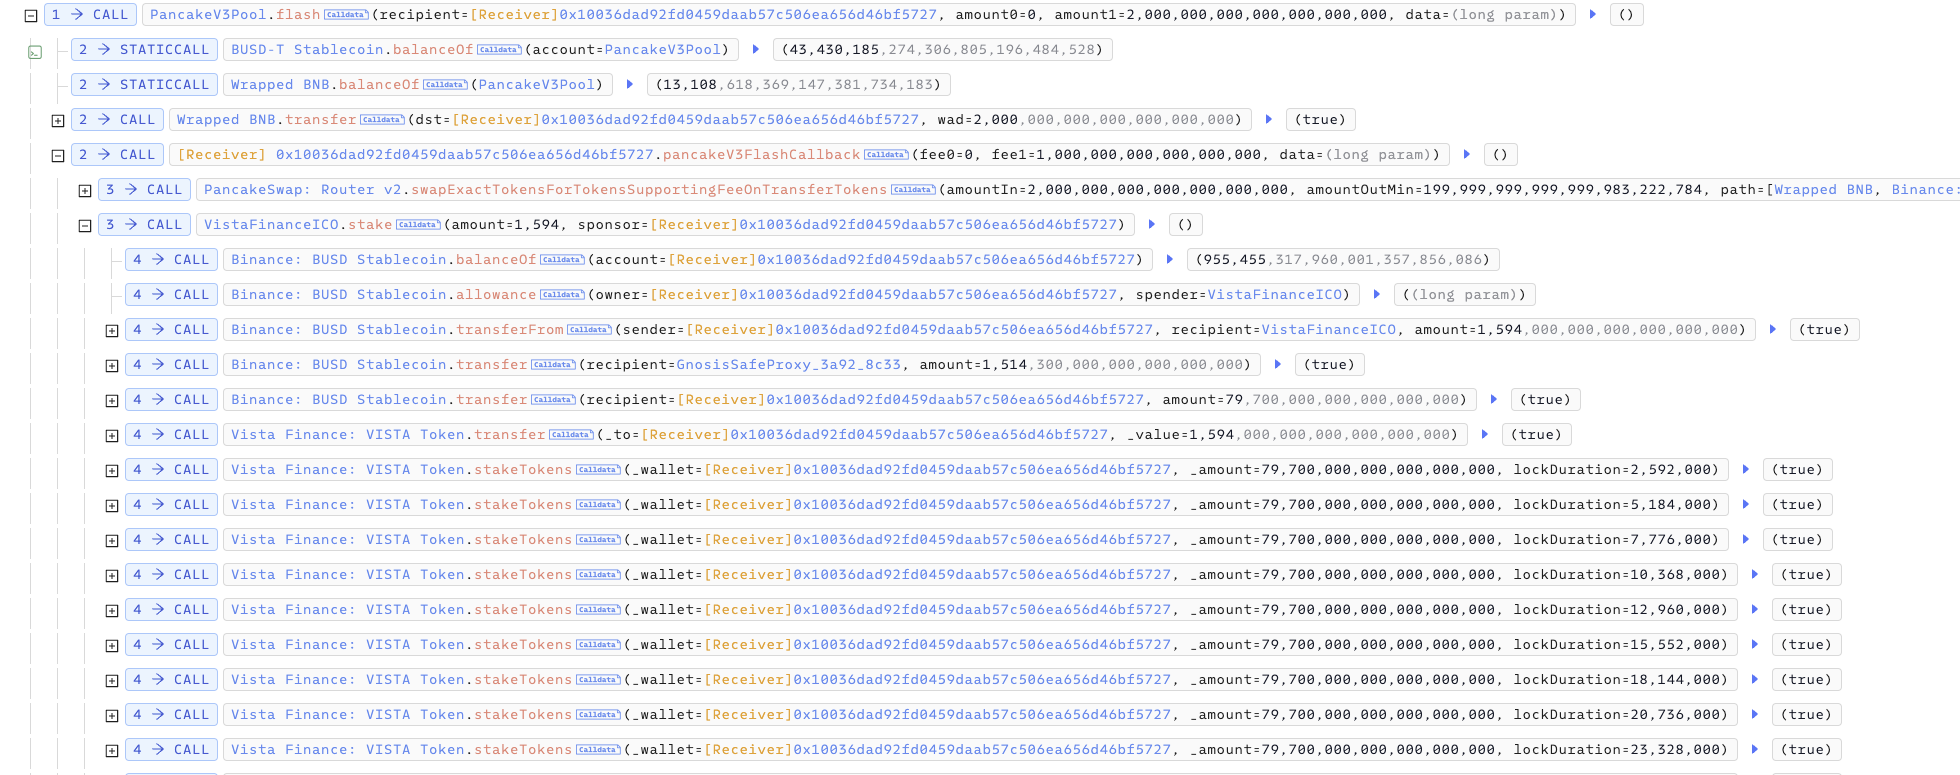 1 → CALL PancakeV3Pool.flash Calldata (recipient=[Receiver]0x10036dad92fd0459daab57c506ea656d46bf5727, amount0=0, amount1=2,000,000,000,000,000,000,000, data=(long param)) ()
2 → STATICCALL BUSD-T Stablecoin.balanceOf Calldata (account=PancakeV3Pool) (43,430,185,274,306,805,196,484,528)
2 → STATICCALL Wrapped BNB.balanceOf Calldata (PancakeV3Pool) (13,108,618,369,147,381,734,183)
2 → CALL Wrapped BNB.transfer Calldata (dst=[Receiver]0x10036dad92fd0459daab57c506ea656d46bf5727, wad=2,000,000,000,000,000,000,000) (true)
2 → CALL [Receiver] 0x10036dad92fd0459daab57c506ea656d46bf5727.pancakeV3FlashCallback Calldata (fee0=0, fee1=1,000,000,000,000,000,000, data=(long param)) ()
3 → CALL PancakeSwap: Router v2.swapExactTokensForTokensSupportingFeeOnTransferTokens Calldata (amountIn=2,000,000,000,000,000,000,000, amountOutMin=199,999,999,999,999,983,222,784, path=[Wrapped BNB, Binance:
3 → CALL VistaFinanceICO.stake Calldata (amount=1,594, sponsor=[Receiver]0x10036dad92fd0459daab57c506ea656d46bf5727) ()
4 → CALL Binance: BUSD Stablecoin.balanceOf Calldata (account=[Receiver]0x10036dad92fd0459daab57c506ea656d46bf5727) (955,455,317,960,001,357,856,086)
4 → CALL Binance: BUSD Stablecoin.allowance Calldata (owner=[Receiver]0x10036dad92fd0459daab57c506ea656d46bf5727, spender=VistaFinanceICO) ((long param))
4 → CALL Binance: BUSD Stablecoin.transferFrom Calldata (sender=[Receiver]0x10036dad92fd0459daab57c506ea656d46bf5727, recipient=VistaFinanceICO, amount=1,594,000,000,000,000,000,000) (true)
4 → CALL Binance: BUSD Stablecoin.transfer Calldata (recipient=GnosisSafeProxy_3a92_8c33, amount=1,514,300,000,000,000,000,000) (true)
4 → CALL Binance: BUSD Stablecoin.transfer Calldata (recipient=[Receiver]0x10036dad92fd0459daab57c506ea656d46bf5727, amount=79,700,000,000,000,000,000) (true)
4 → CALL Vista Finance: VISTA Token.transfer Calldata (_to=[Receiver]0x10036dad92fd0459daab57c506ea656d46bf5727, _value=1,594,000,000,000,000,000,000) (true)
4 → CALL Vista Finance: VISTA Token.stakeTokens Calldata (_wallet=[Receiver]0x10036dad92fd0459daab57c506ea656d46bf5727, _amount=79,700,000,000,000,000,000, lockDuration=2,592,000) (true)
4 → CALL Vista Finance: VISTA Token.stakeTokens Calldata (_wallet=[Receiver]0x10036dad92fd0459daab57c506ea656d46bf5727, _amount=79,700,000,000,000,000,000, lockDuration=5,184,000) (true)
4 → CALL Vista Finance: VISTA Token.stakeTokens Calldata (_wallet=[Receiver]0x10036dad92fd0459daab57c506ea656d46bf5727, _amount=79,700,000,000,000,000,000, lockDuration=7,776,000) (true)
4 → CALL Vista Finance: VISTA Token.stakeTokens Calldata (_wallet=[Receiver]0x10036dad92fd0459daab57c506ea656d46bf5727, _amount=79,700,000,000,000,000,000, lockDuration=10,368,000) (true)
4 → CALL Vista Finance: VISTA Token.stakeTokens Calldata (_wallet=[Receiver]0x10036dad92fd0459daab57c506ea656d46bf5727, _amount=79,700,000,000,000,000,000, lockDuration=12,960,000) (true)
4 → CALL Vista Finance: VISTA Token.stakeTokens Calldata (_wallet=[Receiver]0x10036dad92fd0459daab57c506ea656d46bf5727, _amount=79,700,000,000,000,000,000, lockDuration=15,552,000) (true)
4 → CALL Vista Finance: VISTA Token.stakeTokens Calldata (_wallet=[Receiver]0x10036dad92fd0459daab57c506ea656d46bf5727, _amount=79,700,000,000,000,000,000, lockDuration=18,144,000) (true)
4 → CALL Vista Finance: VISTA Token.stakeTokens Calldata (_wallet=[Receiver]0x10036dad92fd0459daab57c506ea656d46bf5727, _amount=79,700,000,000,000,000,000, lockDuration=20,736,000) (true)
4 → CALL Vista Finance: VISTA Token.stakeTokens Calldata (_wallet=[Receiver]0x10036dad92fd0459daab57c506ea656d46bf5727, _amount=79,700,000,000,000,000,000, lockDuration=23,328,000) (true)